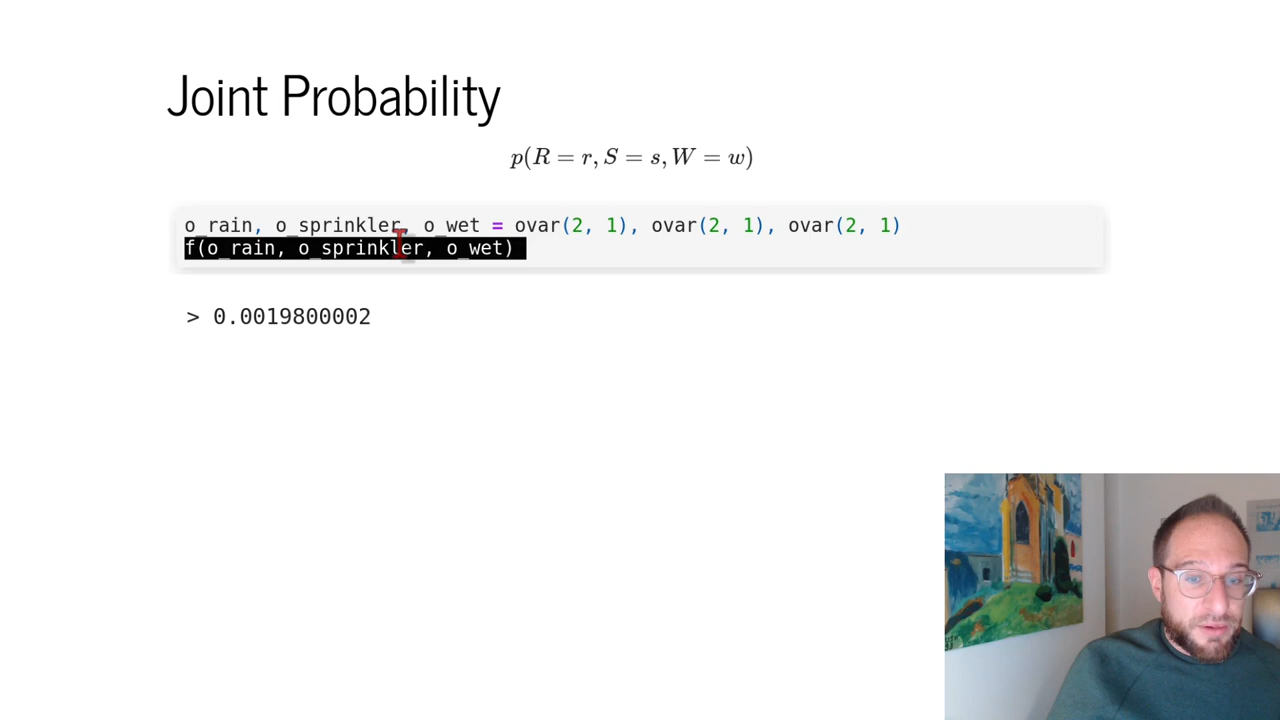 Joint Probability
p(R = r, S = s, W = w)
o_rain, o_sprinkler, o_wet = ovar(2, 1), ovar(2, 1), ovar(2, 1)
f(o_rain, o_sprinkler, o_wet)
> 0.0019800002